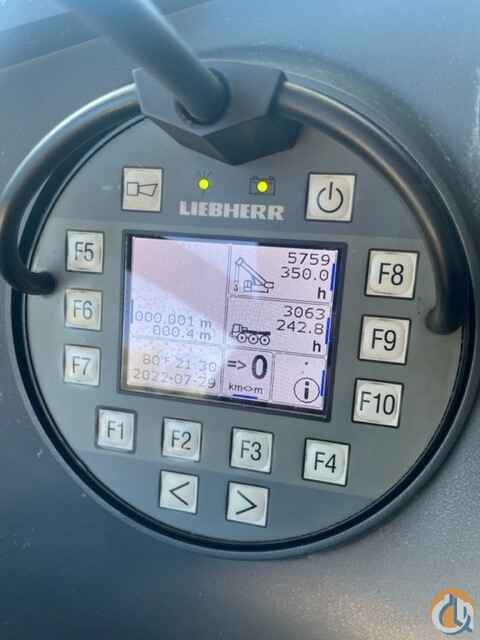 LIEBHERR
F5
F6
F7
F8
F9
F10
5759
350.0
h
3
3063
242.8
h
000.001 m
000.4 m
80° 21:30
2022-07-29
=> 0
km<>m
i
F1
F2
F3
F4
<
>